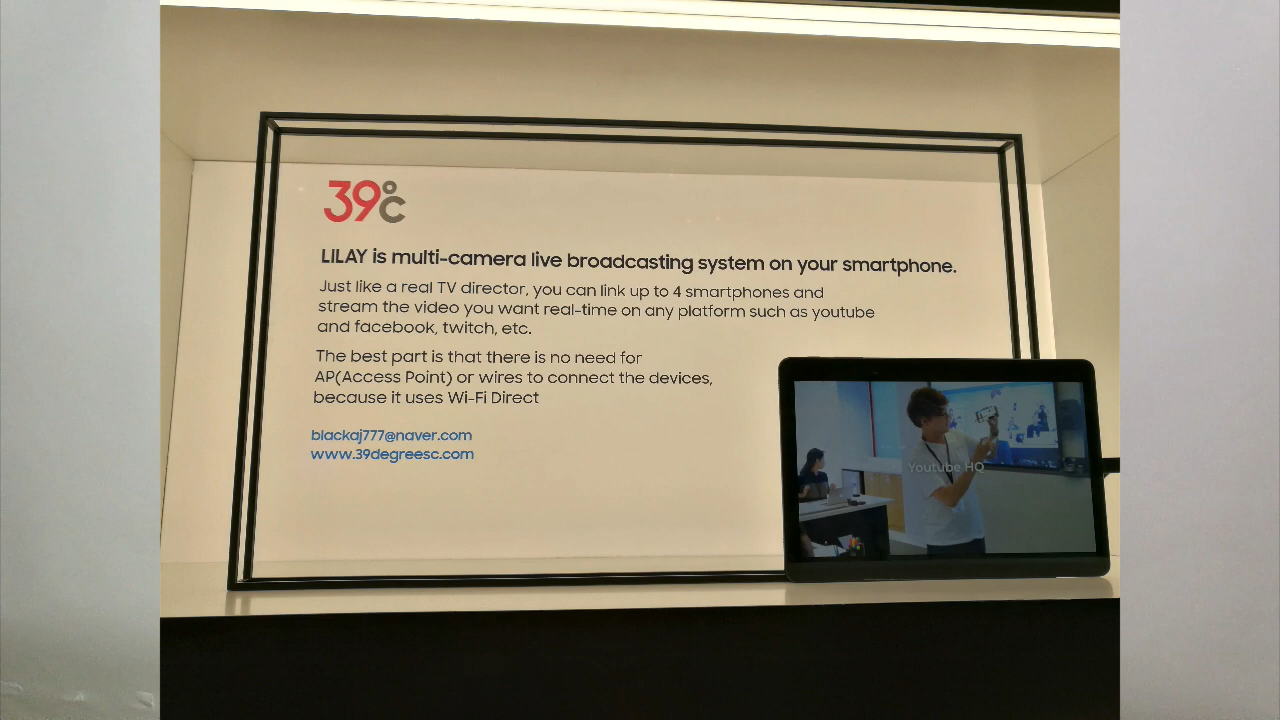 39°C
LILAY is multi-camera live broadcasting system on your smartphone.
Just like a real TV director, you can link up to 4 smartphones and
stream the video you want real-time on any platform such as youtube
and facebook, twitch, etc.
The best part is that there is no need for
AP(Access Point) or wires to connect the devices,
because it uses Wi-Fi Direct
blackaj777@naver.com
www.39degreesc.com
Youtube HQ